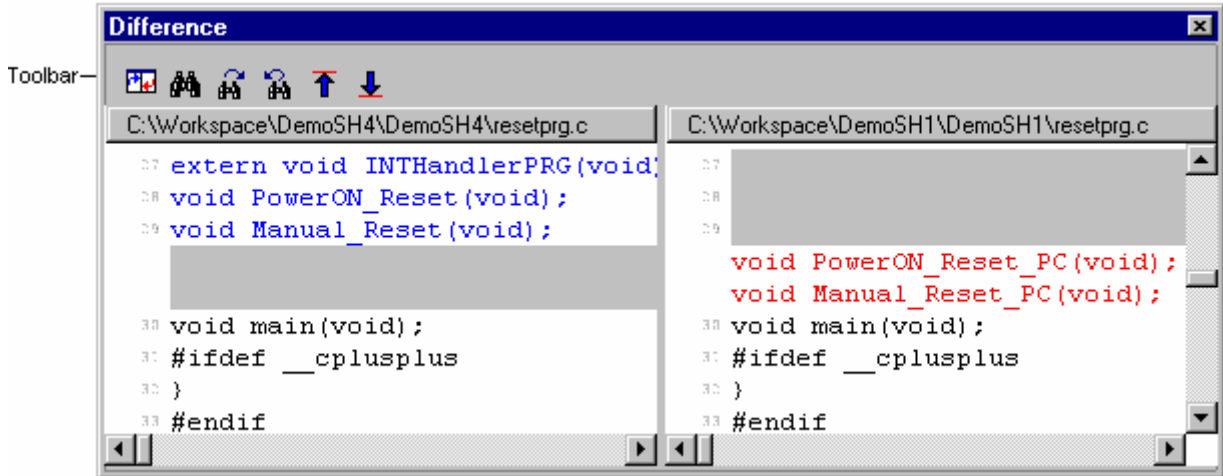 Difference
Toolbar
C:\Workspace\DemoSH4\DemoSH4\resetprg.c
27 extern void INTHandlerPRG(void)
28 void PowerON_Reset(void);
29 void Manual_Reset(void);
30 void main(void);
31 #ifdef __cplusplus
32 }
33 #endif
C:\Workspace\DemoSH1\DemoSH1\resetprg.c
27
28
29
void PowerON_Reset_PC(void);
void Manual_Reset_PC(void);
30 void main(void);
31 #ifdef __cplusplus
32 }
33 #endif